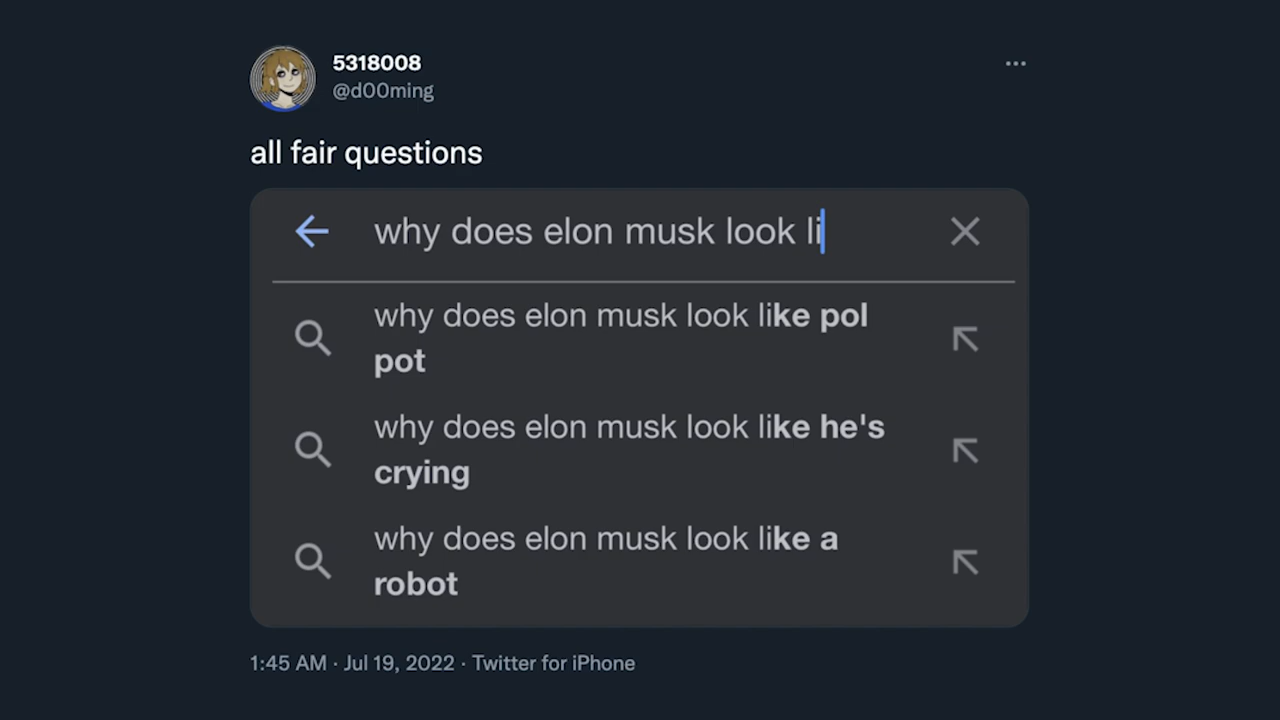 5318008
@d00ming
all fair questions
why does elon musk look li
why does elon musk look like pol
pot
why does elon musk look like he's
crying
why does elon musk look like a
robot
1:45 AM · Jul 19, 2022 · Twitter for iPhone